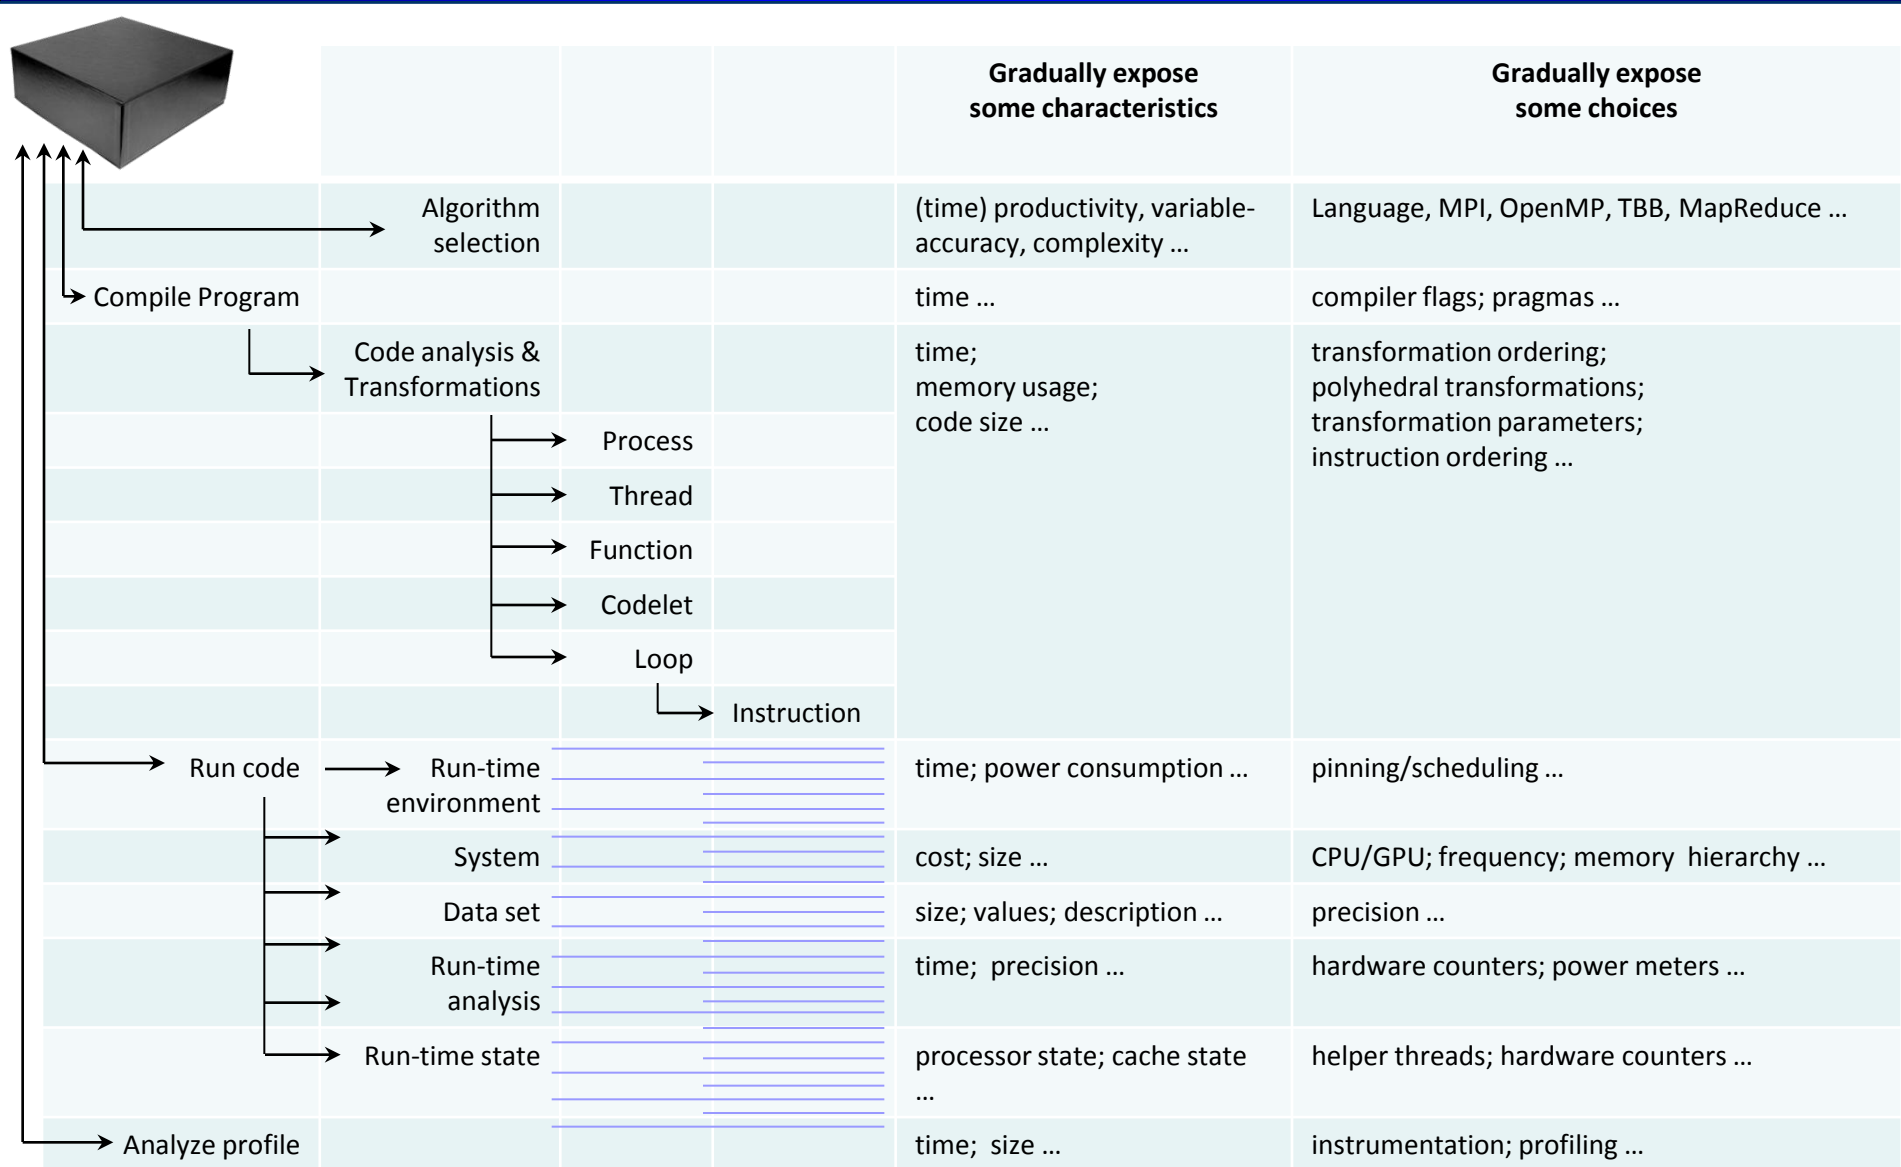 Gradually expose
some characteristics
Gradually expose
some choices
Algorithm
selection
(time) productivity, variable-
accuracy, complexity ...
Language, MPI, OpenMP, TBB, MapReduce ...
Compile Program
time ...
compiler flags; pragmas ...
Code analysis &
Transformations
time;
memory usage;
code size ...
transformation ordering;
polyhedral transformations;
transformation parameters;
instruction ordering ...
Process
Thread
Function
Codelet
Loop
Instruction
Run code
Run-time
environment
time; power consumption ...
pinning/scheduling ...
System
cost; size ...
CPU/GPU; frequency; memory  hierarchy ...
Data set
size; values; description ...
precision ...
Run-time
analysis
time;  precision ...
hardware counters; power meters ...
Run-time state
processor state; cache state
...
helper threads; hardware counters ...
Analyze profile
time;  size ...
instrumentation; profiling ...